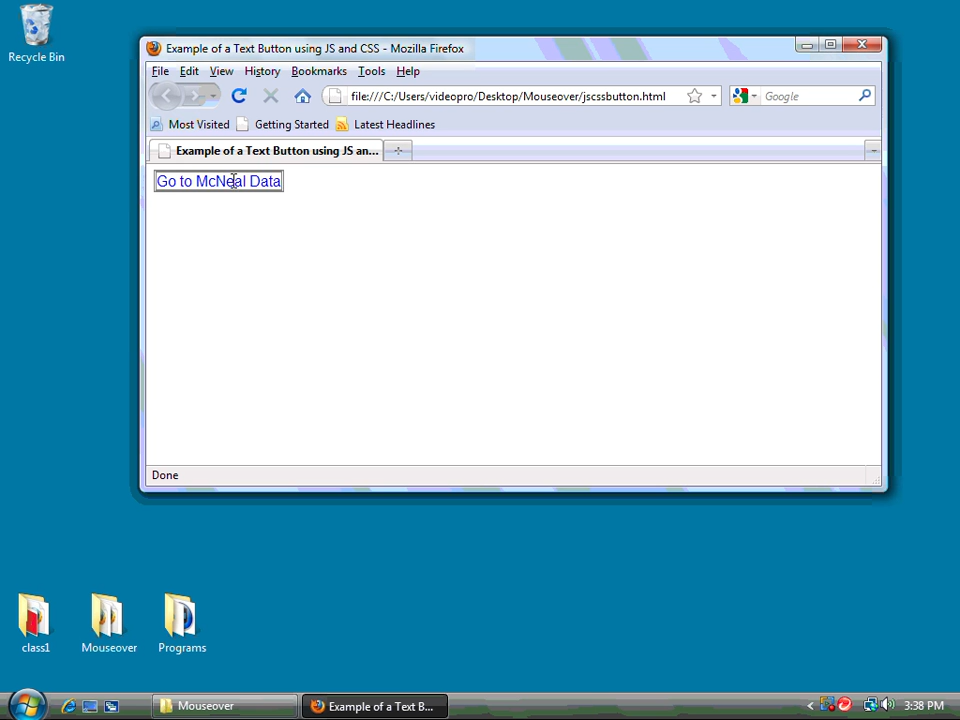 Recycle Bin
Example of a Text Button using JS and CSS - Mozilla Firefox
File Edit View History Bookmarks Tools Help
file:///C:/Users/videopro/Desktop/Mouseover/jscssbutton.html
Google
Most Visited Getting Started Latest Headlines
Example of a Text Button using JS an...
Go to McNeal Data
Done
class1 Mouseover Programs
Mouseover Example of a Text B... 3:38 PM